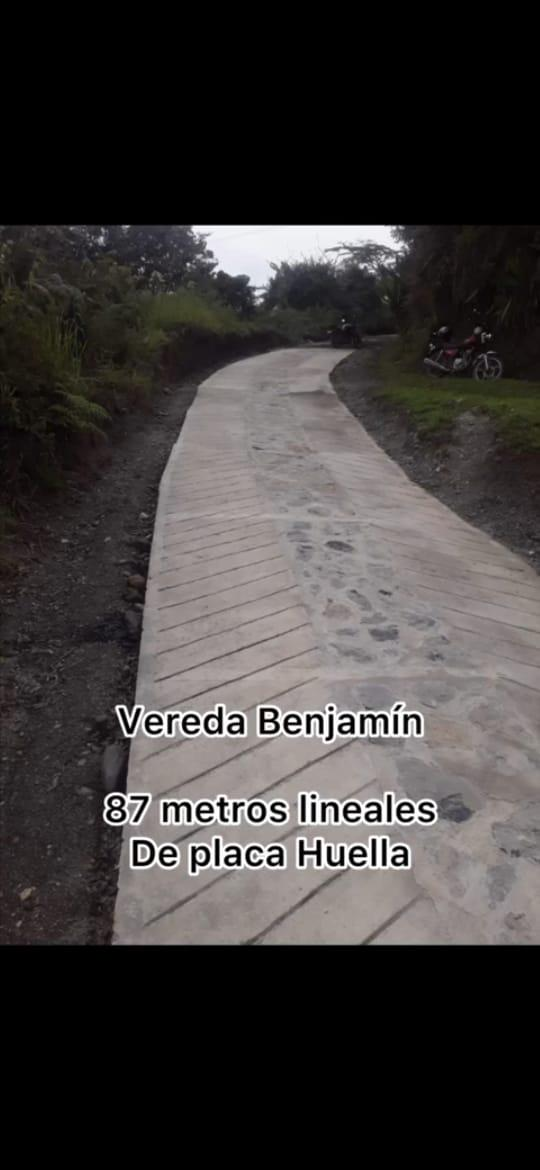 Vereda Benjamín
87 metros lineales
De placa Huella